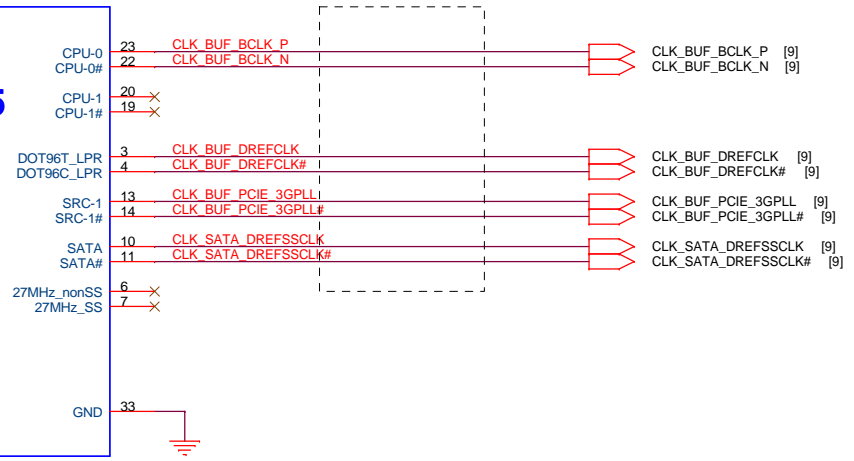 CPU-0 23 CLK_BUF_BCLK_P CLK_BUF_BCLK_P [9]
CPU-0# 22 CLK_BUF_BCLK_N CLK_BUF_BCLK_N [9]
CPU-1 20
CPU-1# 19
DOT96T_LPR 3 CLK_BUF_DREFCLK CLK_BUF_DREFCLK [9]
DOT96C_LPR 4 CLK_BUF_DREFCLK# CLK_BUF_DREFCLK# [9]
SRC-1 13 CLK_BUF_PCIE_3GPLL CLK_BUF_PCIE_3GPLL [9]
SRC-1# 14 CLK_BUF_PCIE_3GPLL# CLK_BUF_PCIE_3GPLL# [9]
SATA 10 CLK_SATA_DREFSSCLK CLK_SATA_DREFSSCLK [9]
SATA# 11 CLK_SATA_DREFSSCLK# CLK_SATA_DREFSSCLK# [9]
27MHz_nonSS 6
27MHz_SS 7
GND 33